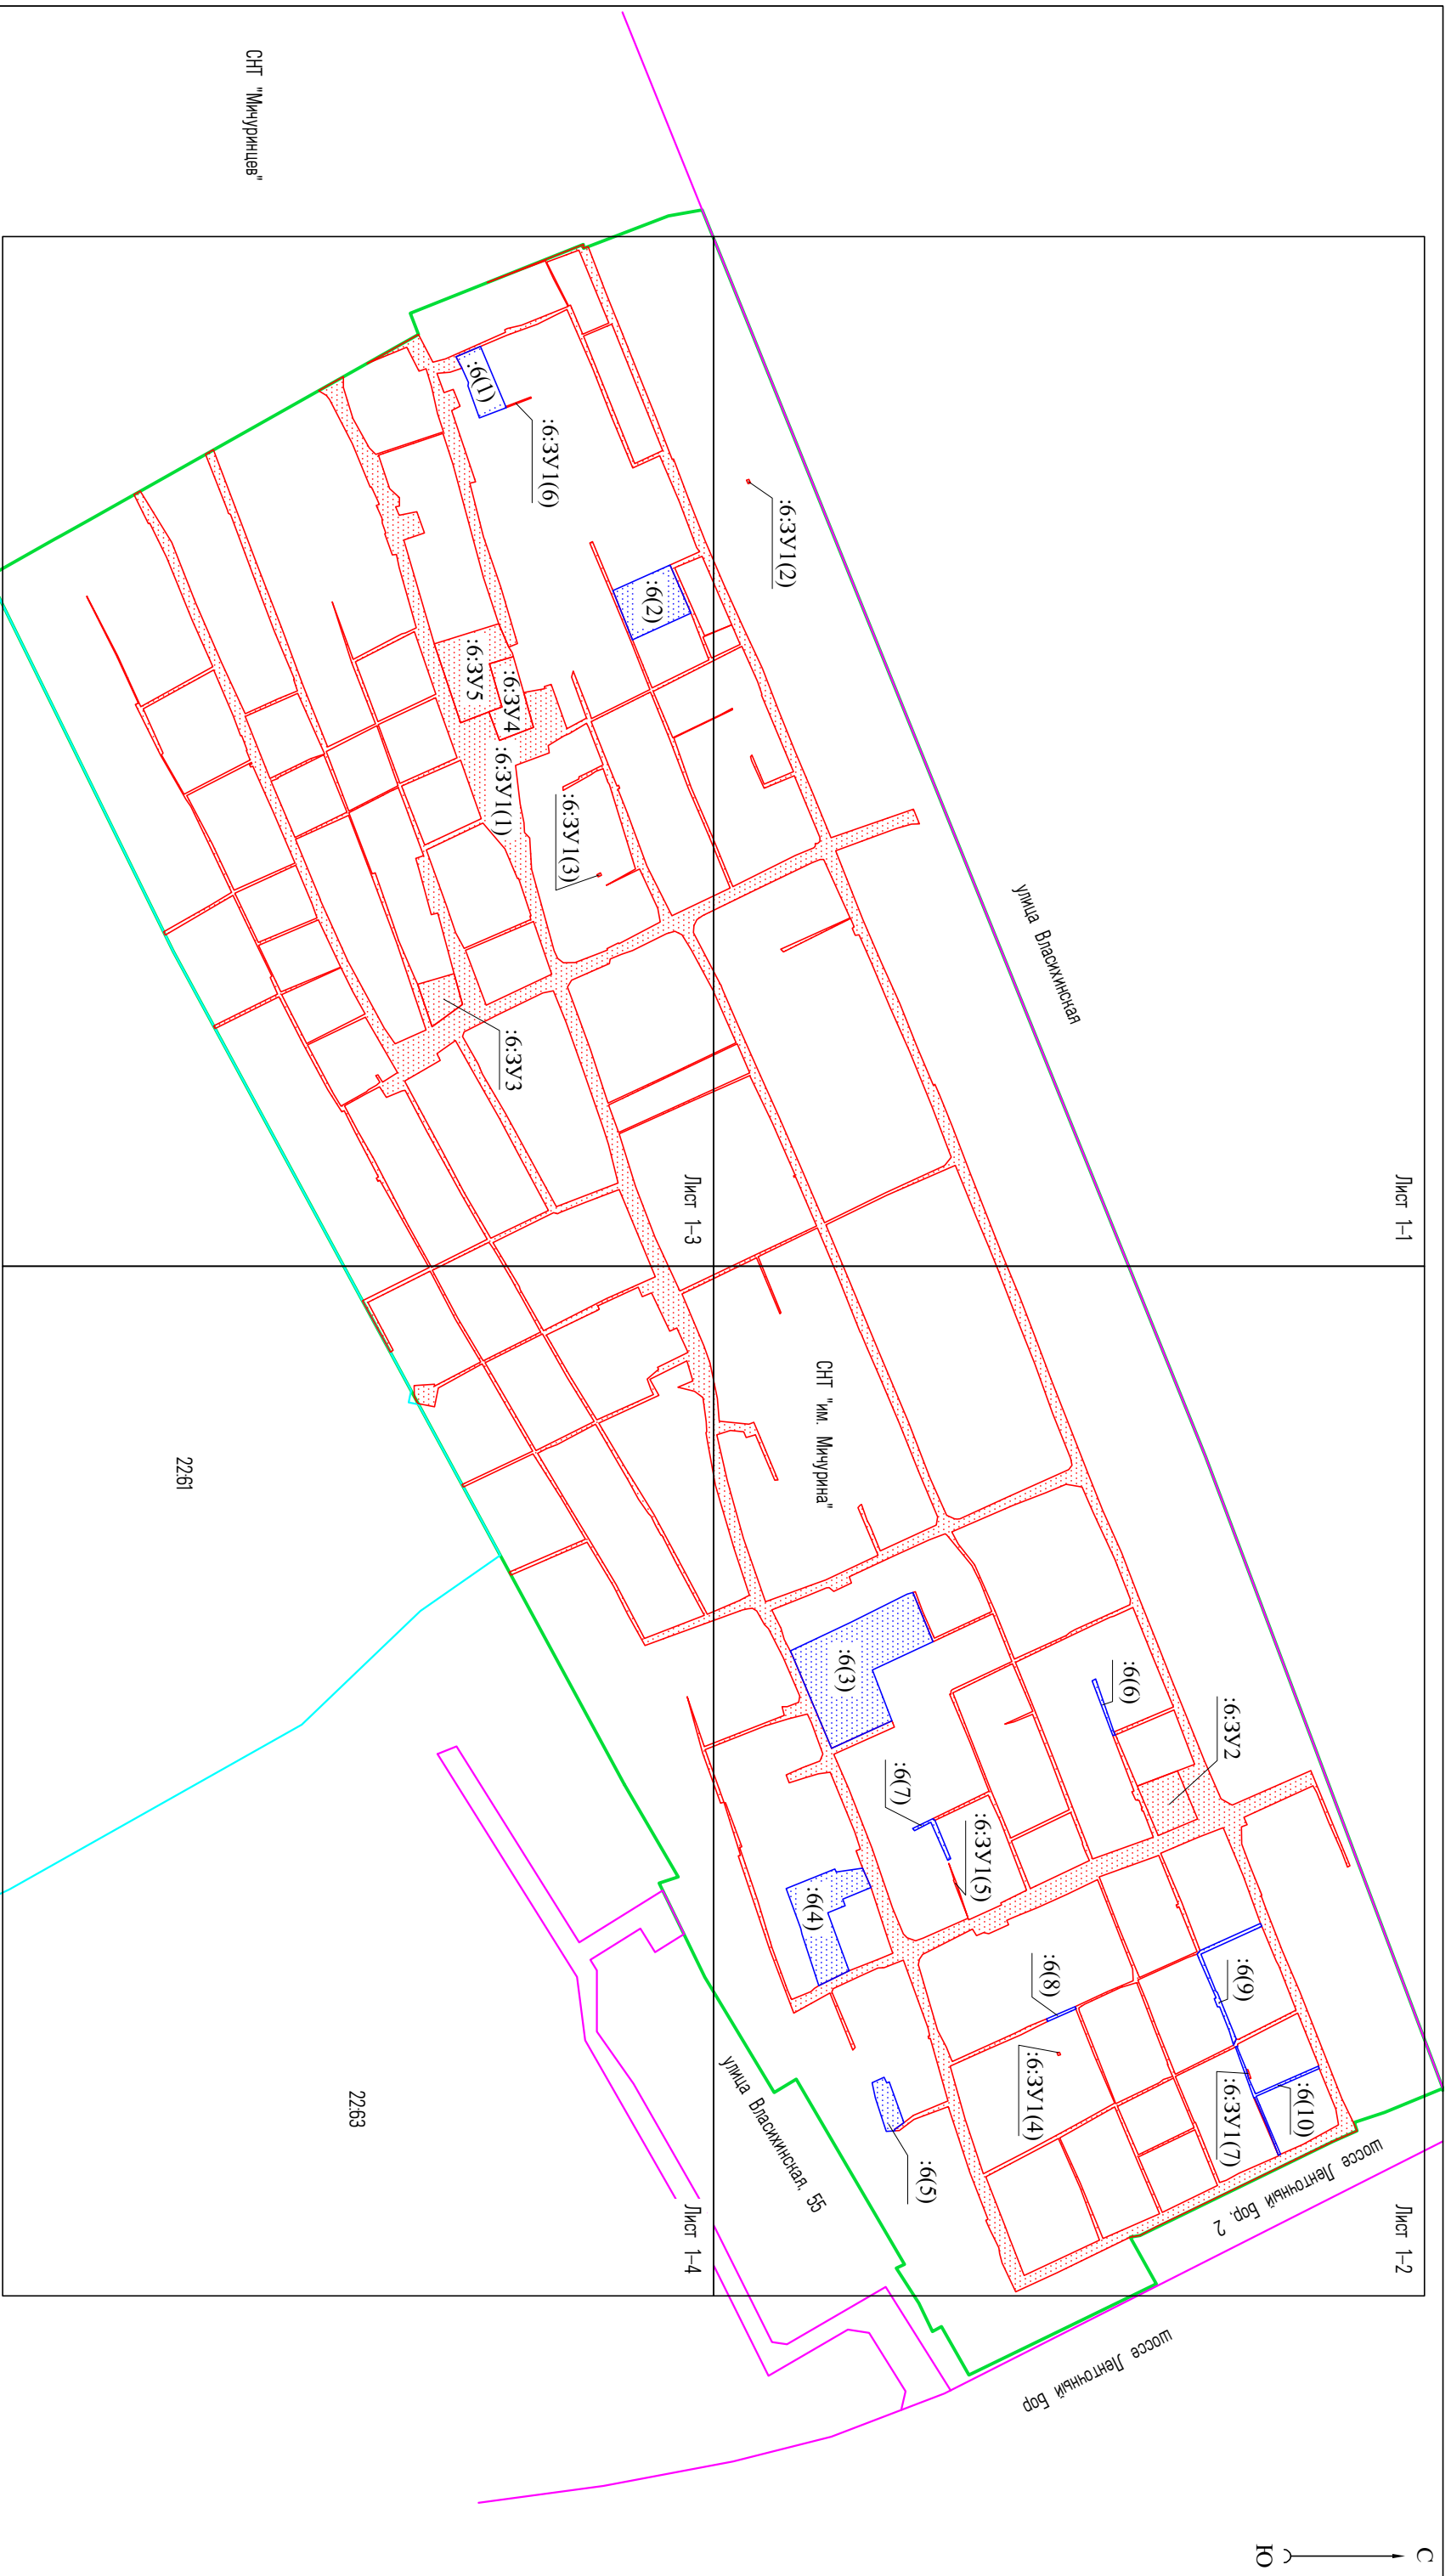 С
Ю
Лист 1-1
Лист 1-2
улица Власихинская
шоссе Ленточный Бор, 2
шоссе Ленточный Бор
:6:ЗУ2
:6(6)
:6(9)
:6(10)
:6:ЗУ1(7)
:6(8)
:6:ЗУ1(4)
:6:ЗУ1(5)
:6(7)
:6(5)
:6(3)
:6(4)
СНТ "им. Мичурина"
:6:ЗУ1(2)
улица Власихинская, 55
Лист 1-3
Лист 1-4
:6(2)
:6:ЗУ1(6)
:6(1)
:6:ЗУ1(3)
:6:ЗУ4
:6:ЗУ1(1)
:6:ЗУ5
:6:ЗУ3
СНТ "Мичуринцев"
22:61
22:63